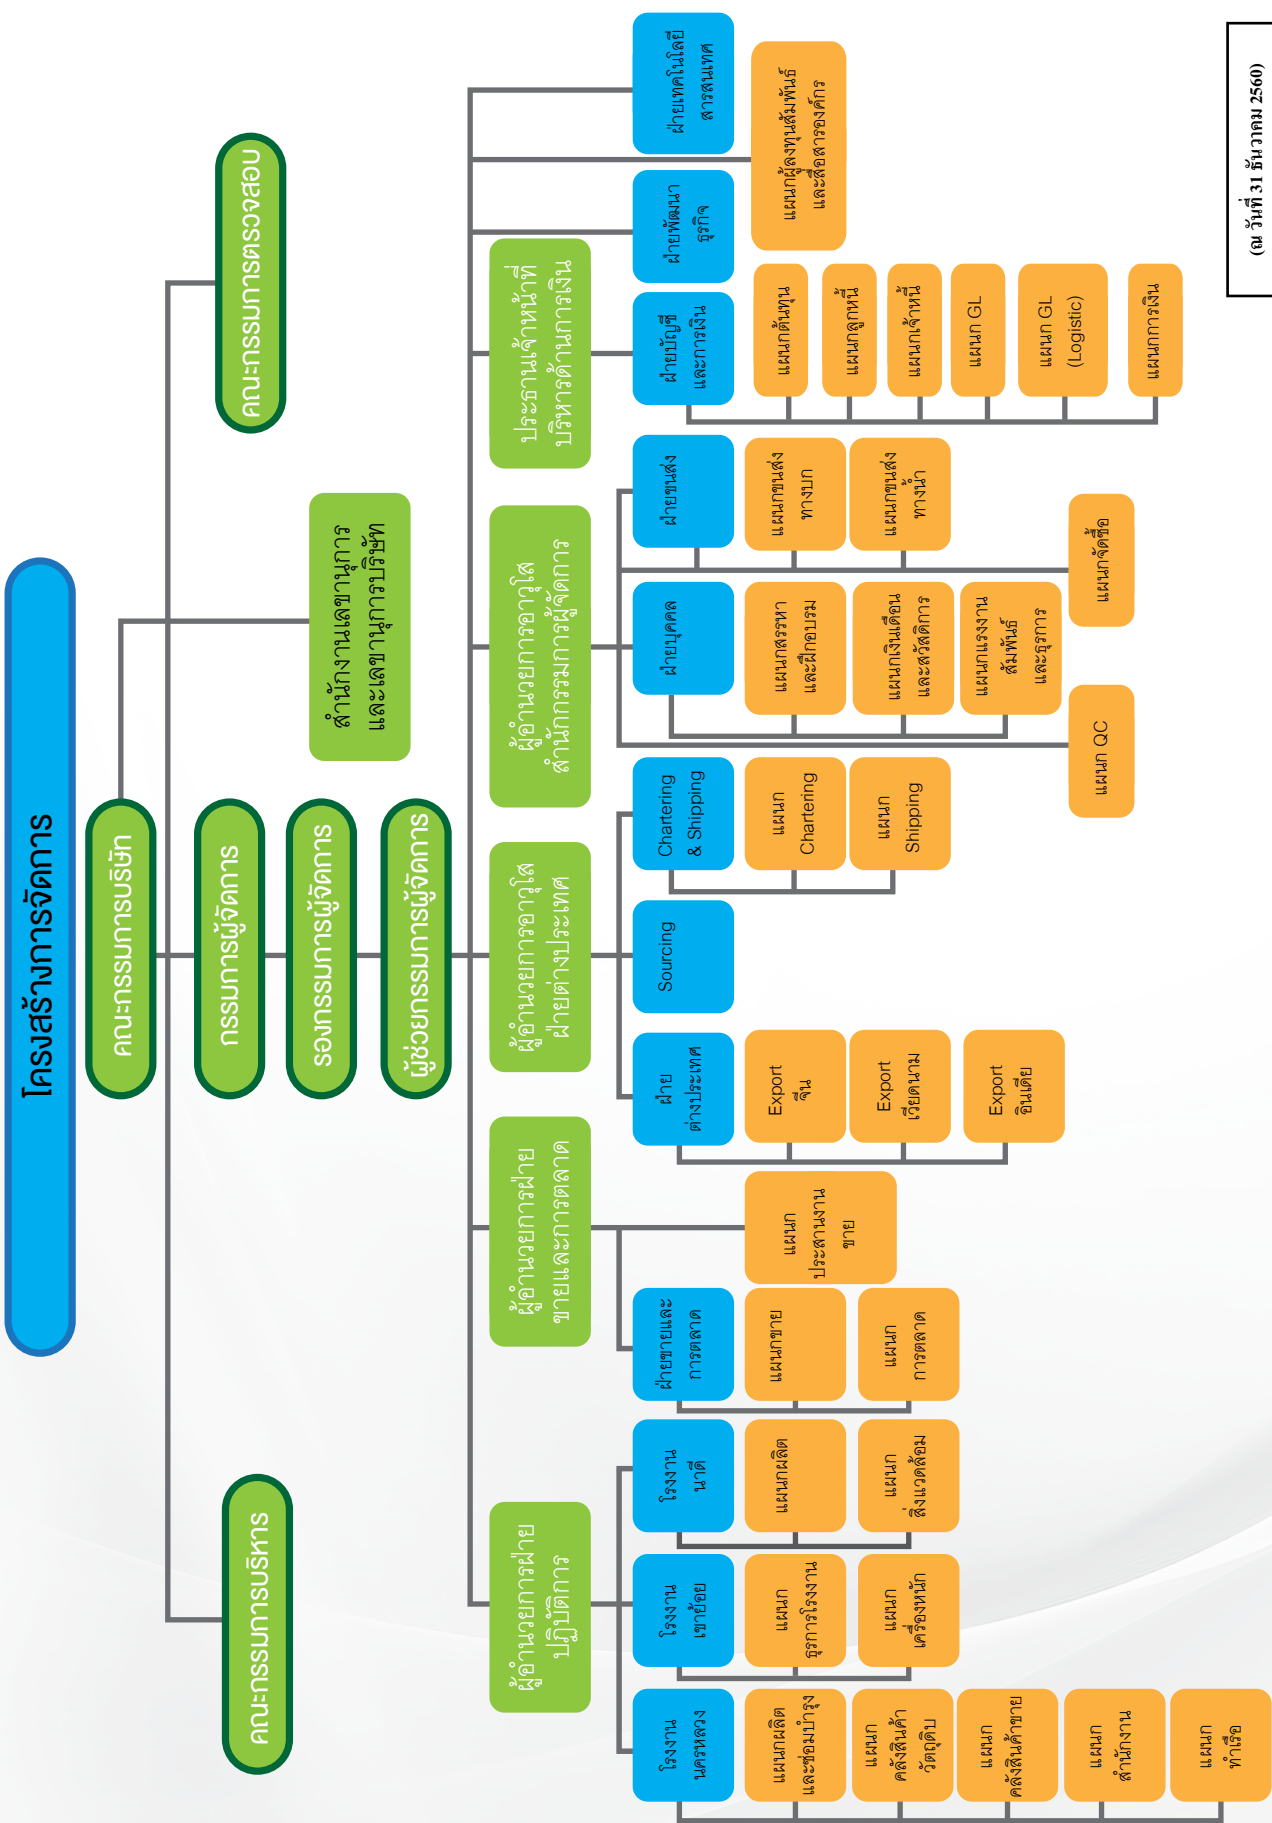 โครงสร้างการจัดการ
คณะกรรมการบริษัท
สำนักงานเลขานุการ
และเลขานุการบริษัท
คณะกรรมการบริหาร
กรรมการผู้จัดการ
คณะกรรมการตรวจสอบ
รองกรรมการผู้จัดการ
ผู้ช่วยกรรมการผู้จัดการ
ผู้อำนวยการฝ่าย
ปฏิบัติการ
ผู้อำนวยการฝ่าย
ขายและการตลาด
ผู้อำนวยการอาวุโส
ฝ่ายต่างประเทศ
ผู้อำนวยการอาวุโส
สำนักกรรมการผู้จัดการ
ประธานเจ้าหน้าที่
บริหารด้านการเงิน
โรงงาน
นครหลวง
แผนกผลิต
และซ่อมบำรุง
แผนก
คลังสินค้า
วัตถุดิบ
แผนก
คลังสินค้าขาย
แผนก
สำนักงาน
แผนก
ท่าเรือ
โรงงาน
เขาย้อย
แผนก
ธุรการโรงงาน
แผนก
เครื่องหนัก
โรงงาน
นาดี
แผนกผลิต
แผนก
สิ่งแวดล้อม
ฝ่ายขายและ
การตลาด
แผนกขาย
แผนก
การตลาด
แผนก
ประสานงาน
ขาย
ฝ่าย
ต่างประเทศ
Export
จีน
Export
เวียดนาม
Export
อินเดีย
Sourcing
Chartering
& Shipping
แผนก
Chartering
แผนก
Shipping
แผนก QC
ฝ่ายบุคคล
แผนกสรรหา
และฝึกอบรม
แผนกเงินเดือน
และสวัสดิการ
แผนกแรงงาน
สัมพันธ์
และธุรการ
แผนกจัดซื้อ
ฝ่ายขนส่ง
แผนกขนส่ง
ทางบก
แผนกขนส่ง
ทางน้ำ
ฝ่ายบัญชี
และการเงิน
แผนกต้นทุน
แผนกลูกหนี้
แผนกเจ้าหนี้
แผนก GL
แผนก GL
(Logistic)
แผนกการเงิน
ฝ่ายพัฒนา
ธุรกิจ
แผนกผู้ลงทุนสัมพันธ์
และสื่อสารองค์กร
ฝ่ายเทคโนโลยี
สารสนเทศ
(ณ วันที่ 31 ธันวาคม 2560)